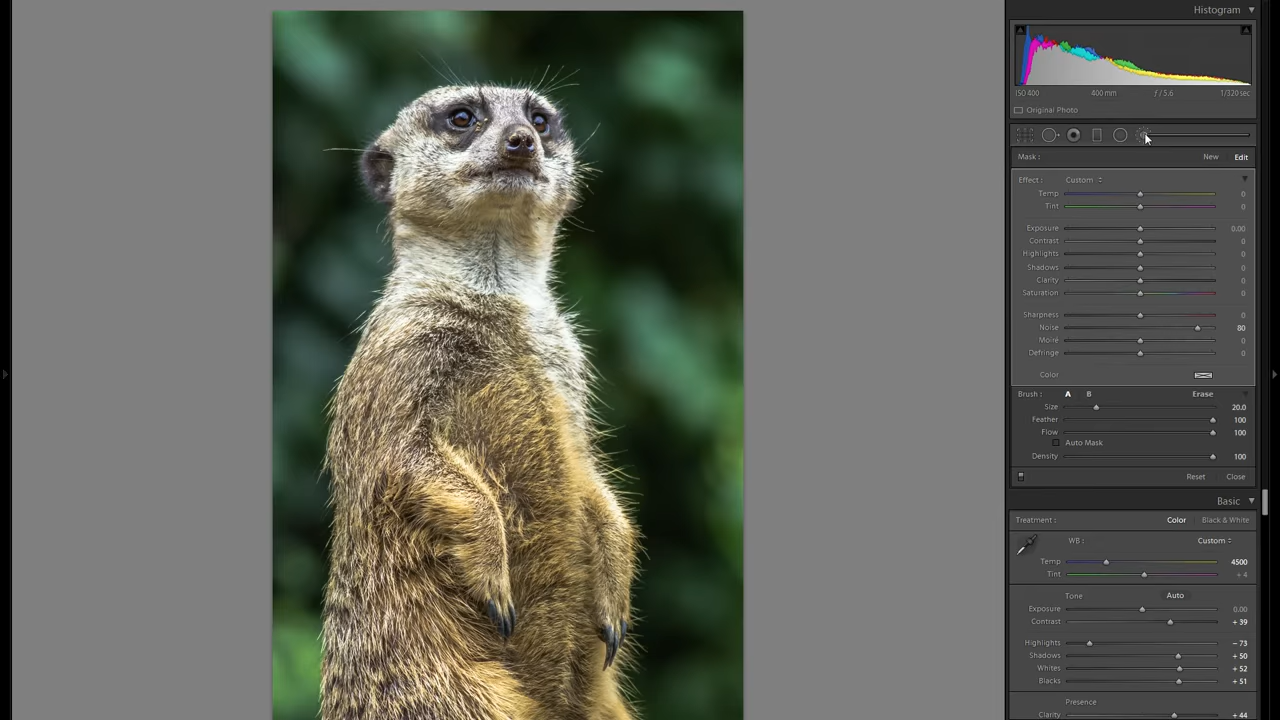 Histogram
ISO 400 400 mm ƒ / 5.6 1/320 sec
Original Photo
Mask : New Edit
Effect : Custom
Temp 0
Tint 0
Exposure 0.00
Contrast 0
Highlights 0
Shadows 0
Clarity 0
Saturation 0
Sharpness 0
Noise 80
Moiré 0
Defringe 0
Color
Brush : A B Erase
Size 20.0
Feather 100
Flow 100
Auto Mask
Density 100
Reset Close
Basic
Treatment : Color Black & White
WB : Custom
Temp 4500
Tint + 4
Tone Auto
Exposure 0.00
Contrast + 39
Highlights − 73
Shadows + 50
Whites + 52
Blacks + 51
Presence
Clarity + 44